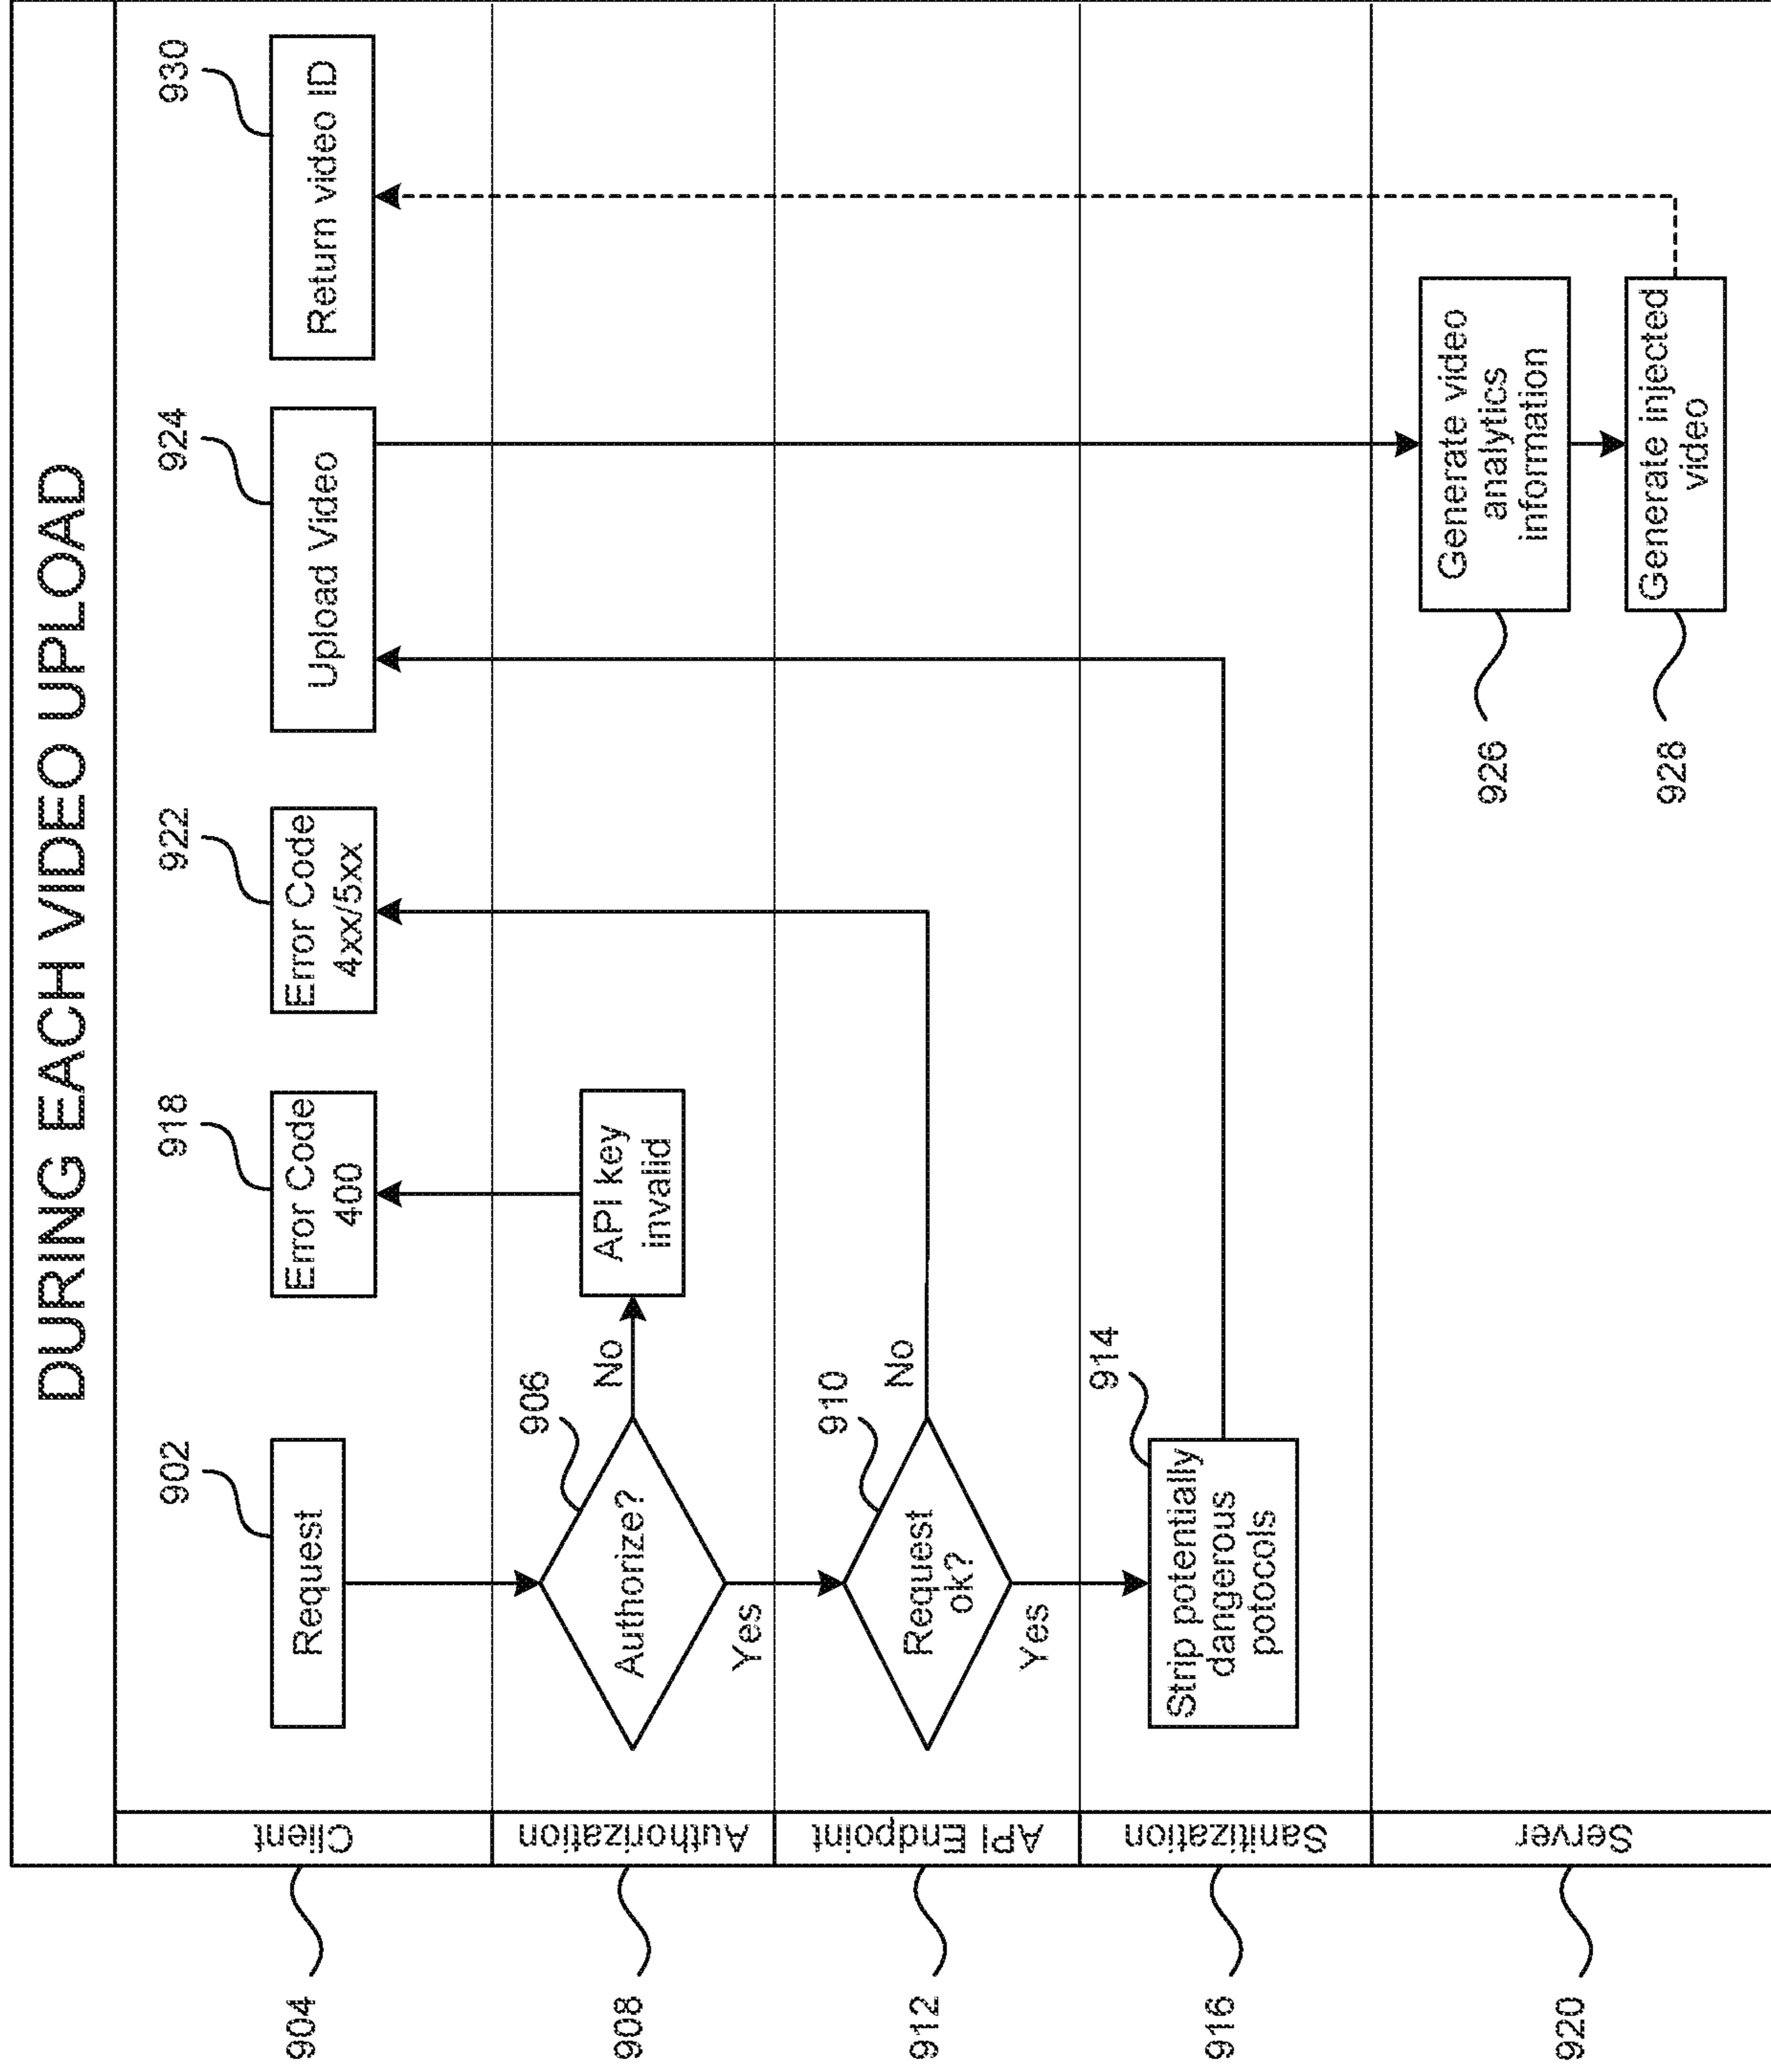 DURING EACH VIDEO UPLOAD
902
918
922
924
930
904
Client
Request
Error Code
400
Error Code
4xx/5xx
Upload Video
Return video ID
908
Authorization
906
Authorize?
No
API key
invalid
Yes
912
API Endpoint
910
Request
ok?
No
Yes
916
Sanitization
914
Strip potentially
dangerous
potocols
920
Server
926
Generate video
analytics
information
928
Generate injected
video